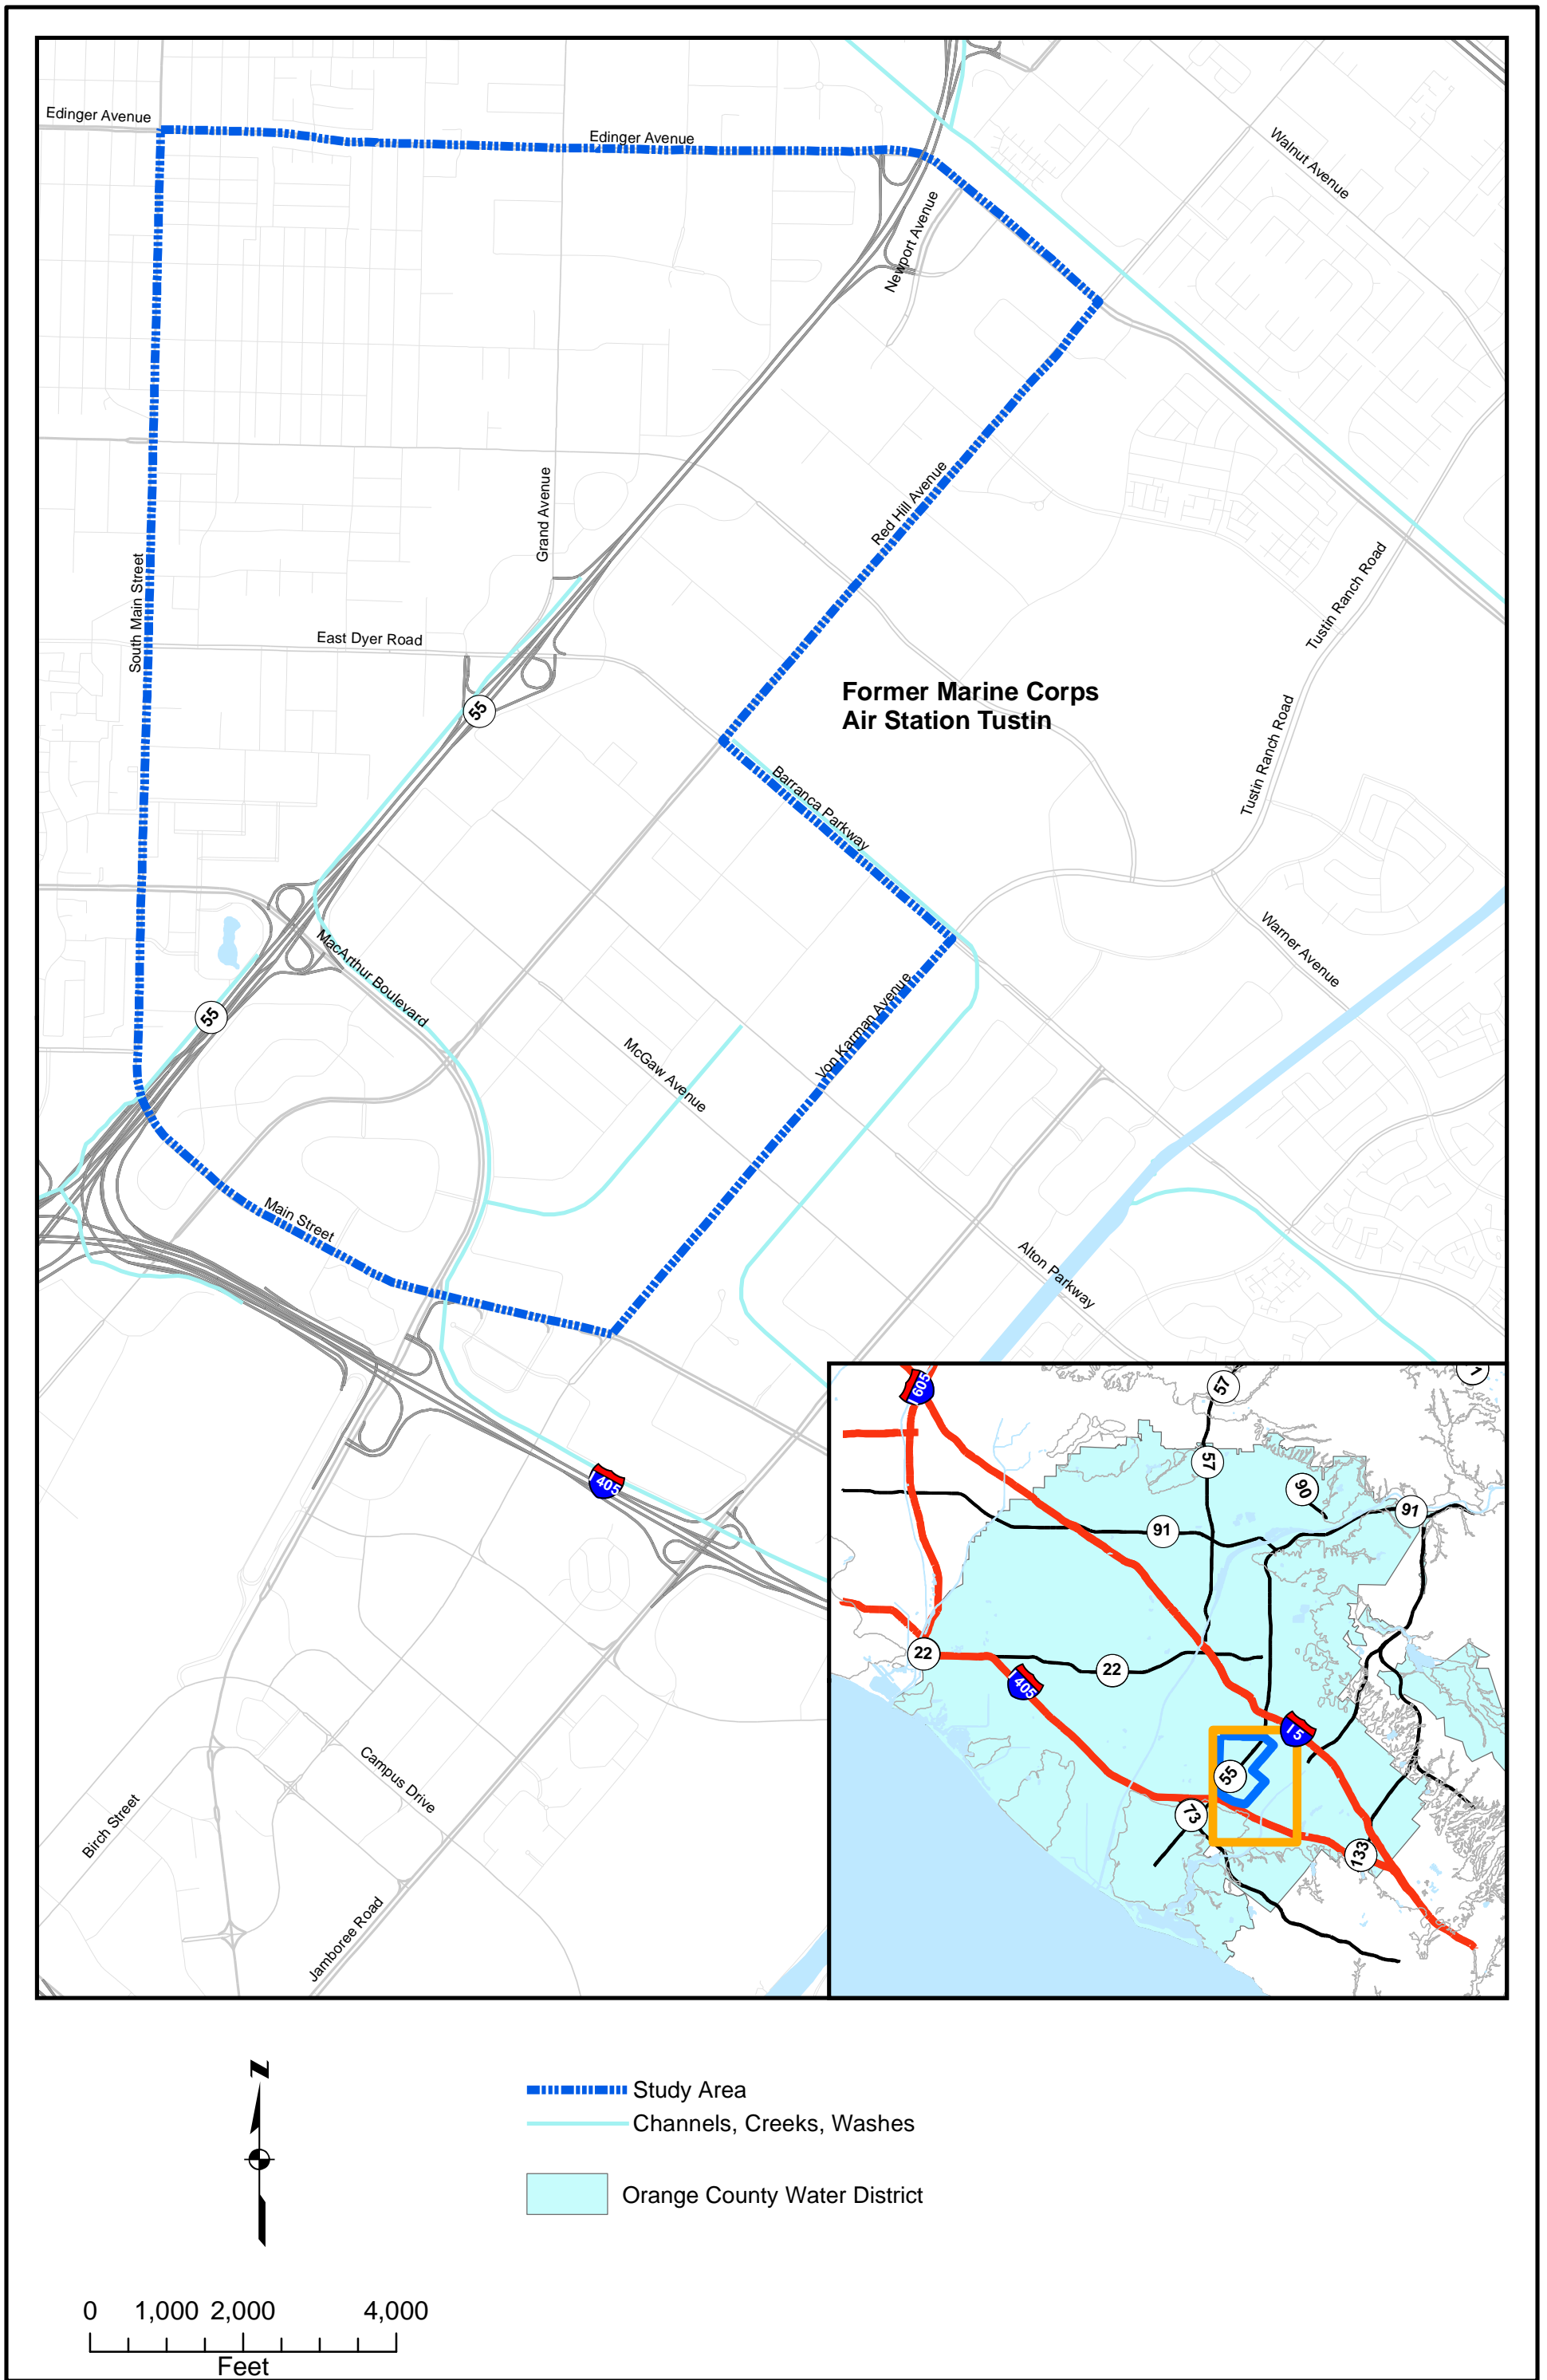 Edinger Avenue
Edinger Avenue
Walnut Avenue
Newport Avenue
Red Hill Avenue
Grand Avenue
South Main Street
East Dyer Road
Tustin Ranch Road
55
Former Marine Corps
Air Station Tustin
Tustin Ranch Road
Barranca Parkway
Warner Avenue
MacArthur Boulevard
55
Von Karman Avenue
McGaw Avenue
Main Street
Alton Parkway
I 405
Campus Drive
Birch Street
Jamboree Road
I 605
57
1
57
90
91
91
22
22
I 405
I 5
55
73
133
N
Study Area
Channels, Creeks, Washes
Orange County Water District
0 1,000 2,000 4,000
Feet